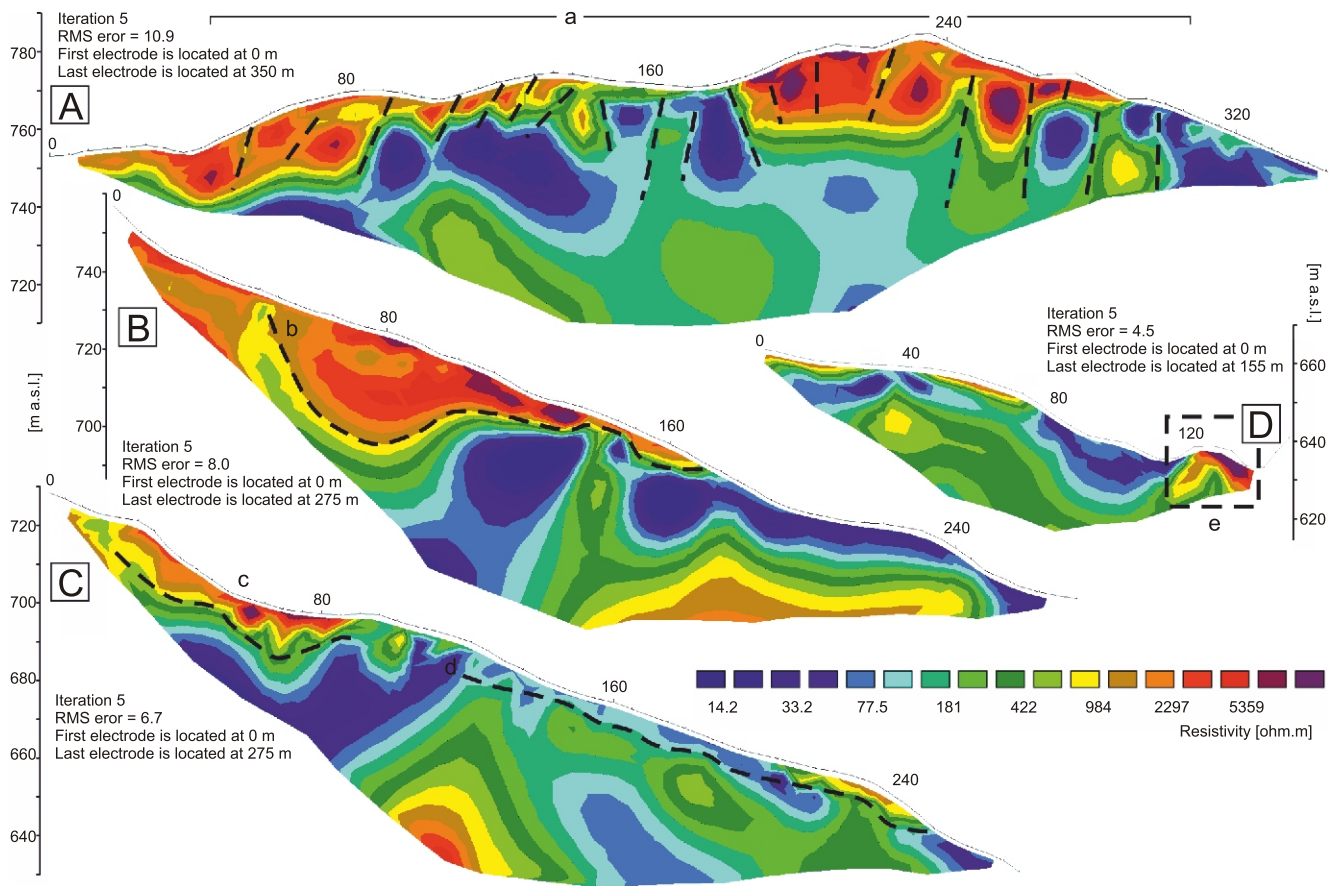 Iteration 5
RMS eror = 10.9
First electrode is located at 0 m
Last electrode is located at 350 m
a
A
0
80
160
240
320
780
760
740
720
B
0
80
160
240
b
740
720
700
[m a.s.l.]
Iteration 5
RMS eror = 8.0
First electrode is located at 0 m
Last electrode is located at 275 m
Iteration 5
RMS eror = 4.5
First electrode is located at 0 m
Last electrode is located at 155 m
[m a.s.l.]
660
640
620
0
40
80
120
D
e
C
0
80
160
240
c
d
720
700
680
660
640
Iteration 5
RMS eror = 6.7
First electrode is located at 0 m
Last electrode is located at 275 m
14.2 33.2 77.5 181 422 984 2297 5359
Resistivity [ohm.m]